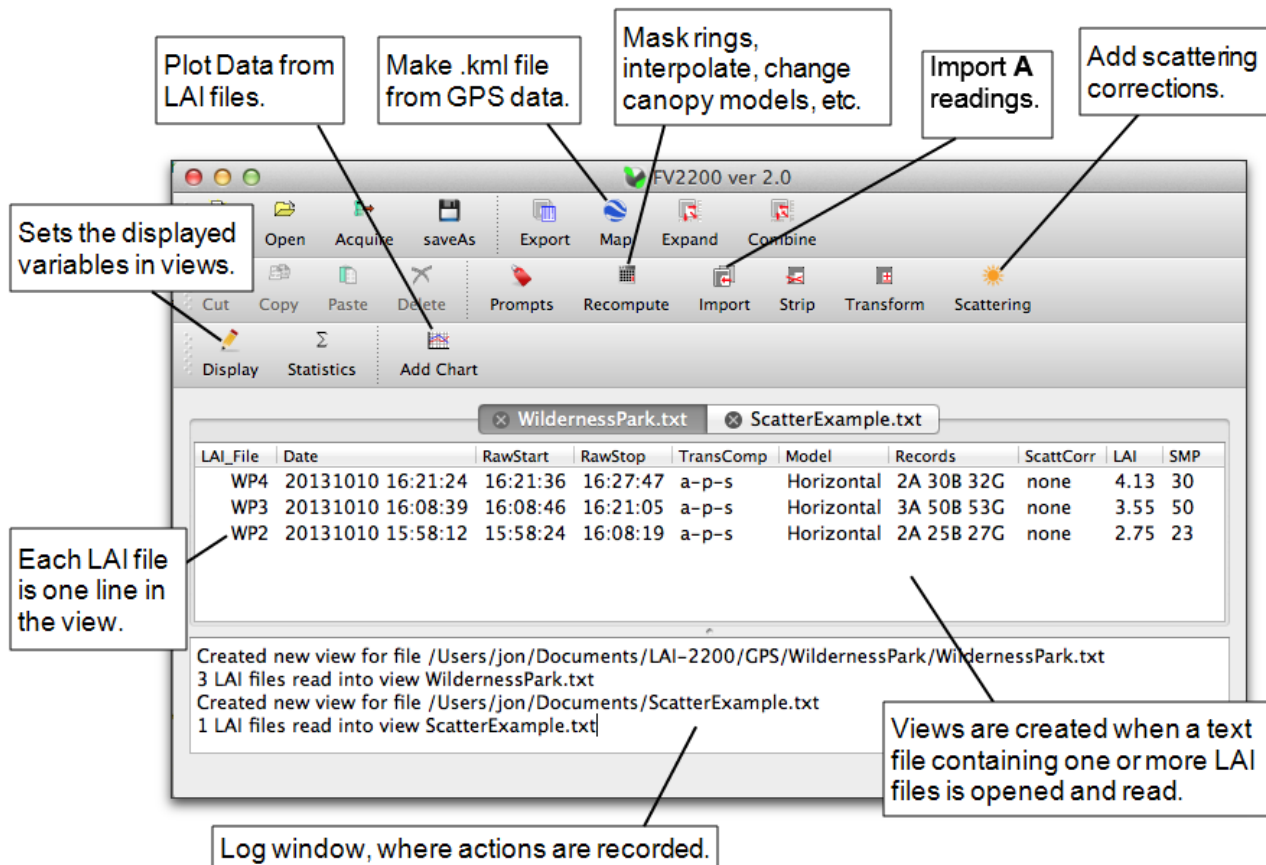 Plot Data from
LAI files.
Make .kml file
from GPS data.
Mask rings,
interpolate, change
canopy models, etc.
Import A
readings.
Add scattering
corrections.
Sets the displayed
variables in views.
FV2200 ver 2.0
Open Acquire saveAs Export Map Expand Combine
Cut Copy Paste Delete Prompts Recompute Import Strip Transform Scattering
Display Statistics Add Chart
WildernessPark.txt ScatterExample.txt
LAI_File Date RawStart RawStop TransComp Model Records ScattCorr LAI SMP
WP4 20131010 16:21:24 16:21:36 16:27:47 a-p-s Horizontal 2A 30B 32G none 4.13 30
WP3 20131010 16:08:39 16:08:46 16:21:05 a-p-s Horizontal 3A 50B 53G none 3.55 50
WP2 20131010 15:58:12 15:58:24 16:08:19 a-p-s Horizontal 2A 25B 27G none 2.75 23
Each LAI file
is one line in
the view.
Created new view for file /Users/jon/Documents/LAI-2200/GPS/WildernessPark/WildernessPark.txt
3 LAI files read into view WildernessPark.txt
Created new view for file /Users/jon/Documents/ScatterExample.txt
1 LAI files read into view ScatterExample.txt
Views are created when a text
file containing one or more LAI
files is opened and read.
Log window, where actions are recorded.